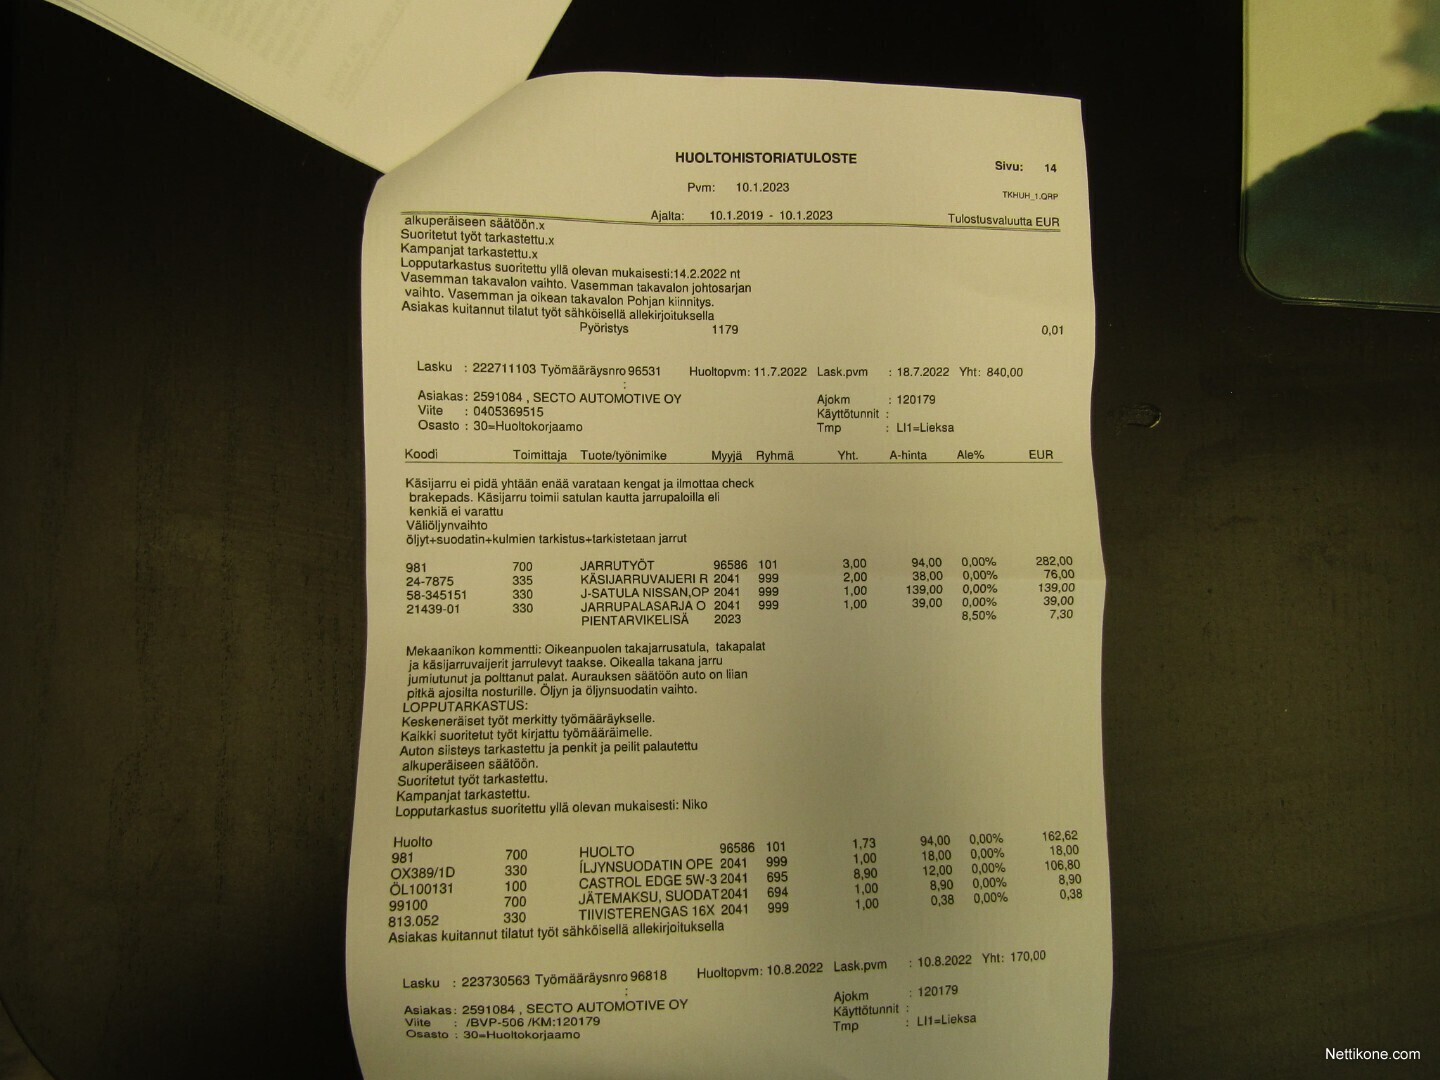 HUOLTOHISTORIATULOSTE
Sivu: 14
Pvm: 10.1.2023
TKHUH_1.QRP
Ajalta: 10.1.2019 - 10.1.2023 Tulostusvaluutta EUR
alkuperäiseen säätöön.x
Suoritetut työt tarkastettu.x
Kampanjat tarkastettu.x
Lopputarkastus suoritettu yllä olevan mukaisesti:14.2.2022 nt
Vasemman takavalon vaihto. Vasemman takavalon johtosarjan
vaihto. Vasemman ja oikean takavalon Pohjan kiinnitys.
Asiakas kuitannut tilatut työt sähköisellä allekirjoituksella
Pyöristys 1179 0,01
Lasku : 222711103 Työmääräysnro 96531 Huoltopvm: 11.7.2022 Lask.pvm : 18.7.2022 Yht: 840,00
:
Asiakas: 2591084 , SECTO AUTOMOTIVE OY Ajokm : 120179
Viite : 0405369515 Käyttötunnit :
Osasto : 30=Huoltokorjaamo Tmp : LI1=Lieksa
Koodi Toimittaja Tuote/työnimike Myyjä Ryhmä Yht. A-hinta Ale% EUR
Käsijarru ei pidä yhtään enää varataan kengat ja ilmottaa check
brakepads. Käsijarru toimii satulan kautta jarrupaloilla eli
kenkiä ei varattu
Väliöljynvaihto
öljyt+suodatin+kulmien tarkistus+tarkistetaan jarrut
981 700 JARRUTYÖT 96586 101 3,00 94,00 0,00% 282,00
24-7875 335 KÄSIJARRUVAIJERI R 2041 999 2,00 38,00 0,00% 76,00
58-345151 330 J-SATULA NISSAN,OP 2041 999 1,00 139,00 0,00% 139,00
21439-01 330 JARRUPALASARJA O 2041 999 1,00 39,00 0,00% 39,00
PIENTARVIKELISÄ 2023 8,50% 7,30
Mekaanikon kommentti: Oikeanpuolen takajarrusatula, takapalat
ja käsijarruvaijerit jarrulevyt taakse. Oikealla takana jarru
jumiutunut ja polttanut palat. Aurauksen säätöön auto on liian
pitkä ajosilta nosturille. Öljyn ja öljynsuodatin vaihto.
LOPPUTARKASTUS:
Keskeneräiset työt merkitty työmääräykselle.
Kaikki suoritetut työt kirjattu työmääräimelle.
Auton siisteys tarkastettu ja penkit ja peilit palautettu
alkuperäiseen säätöön.
Suoritetut työt tarkastettu.
Kampanjat tarkastettu.
Lopputarkastus suoritettu yllä olevan mukaisesti: Niko
Huolto
981 700 HUOLTO 96586 101 1,73 94,00 0,00% 162,62
OX389/1D 330 ÍLJYNSUODATIN OPE 2041 999 1,00 18,00 0,00% 18,00
ÖL100131 100 CASTROL EDGE 5W-3 2041 695 8,90 12,00 0,00% 106,80
99100 700 JÄTEMAKSU, SUODAT 2041 694 1,00 8,90 0,00% 8,90
813.052 330 TIIVISTERENGAS 16X 2041 999 1,00 0,38 0,00% 0,38
Asiakas kuitannut tilatut työt sähköisellä allekirjoituksella
Lasku : 223730563 Työmääräysnro 96818 Huoltopvm: 10.8.2022 Lask.pvm : 10.8.2022 Yht: 170,00
:
Asiakas: 2591084 , SECTO AUTOMOTIVE OY Ajokm : 120179
Viite : /BVP-506 /KM:120179 Käyttötunnit :
Osasto : 30=Huoltokorjaamo Tmp : LI1=Lieksa
Nettikone.com